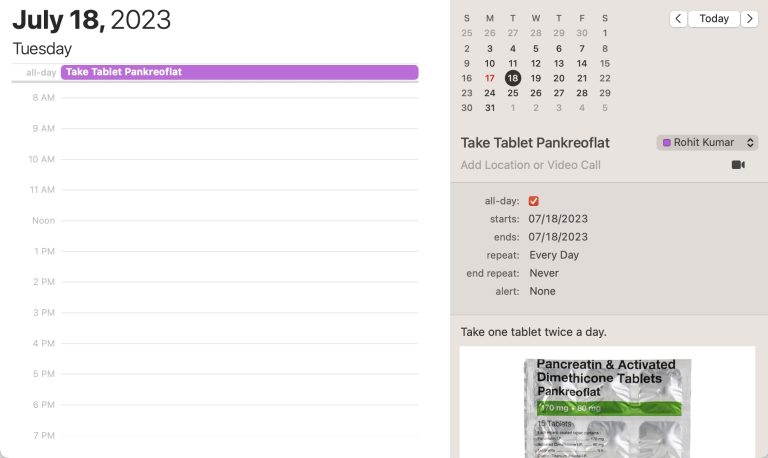 July 18, 2023
Tuesday
all-day Take Tablet Pankreoflat
8 AM
9 AM
10 AM
11 AM
Noon
1 PM
2 PM
3 PM
4 PM
5 PM
6 PM
7 PM
S M T W T F S
25 26 27 28 29 30 1
2 3 4 5 6 7 8
9 10 11 12 13 14 15
16 17 18 19 20 21 22
23 24 25 26 27 28 29
30 31 1 2 3 4 5
< Today >
Take Tablet Pankreoflat
Rohit Kumar
Add Location or Video Call
all-day:
starts: 07/18/2023
ends: 07/18/2023
repeat: Every Day
end repeat: Never
alert: None
Take one tablet twice a day.
Pancreatin & Activated
Dimethicone Tablets
Pankreoflat
170 mg + 80 mg
15 Tablets